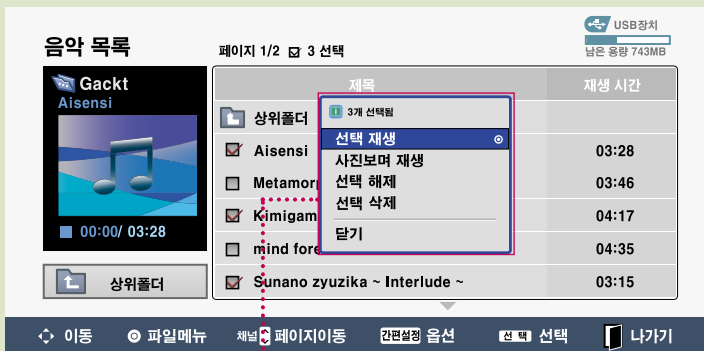 USB장치
음악 목록
페이지 1/2 3 선택
남은 용량 743MB
Gackt
Aisensi
00:00/ 03:28
상위폴더
제목 재생 시간
상위폴더
Aisensi 03:28
Metamor 03:46
Kimigam 04:17
mind fore 04:35
Sunano zyuzika ~ Interlude ~ 03:15
3개 선택됨
선택 재생
사진보며 재생
선택 해제
선택 삭제
닫기
이동 파일메뉴 채널 페이지이동 간편설정 옵션 선택 선택 나가기